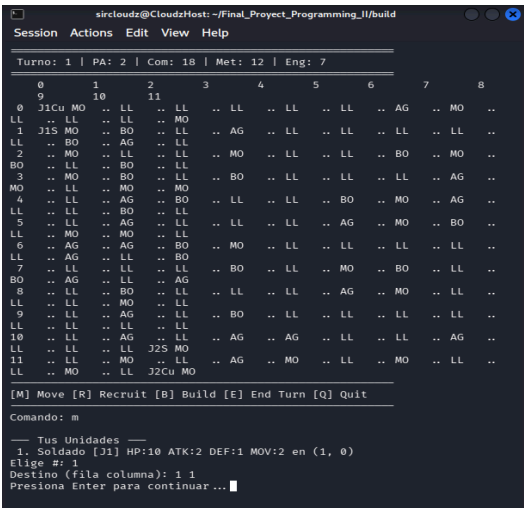 sircloudz@CloudzHost: ~/Final_Proyect_Programming_II/build
Session Actions Edit View Help
Turno: 1 | PA: 2 | Com: 18 | Met: 12 | Eng: 7
0 1 2 3 4 5 6 7 8
9 10 11
0 J1Cu MO .. LL .. LL .. LL .. LL .. LL .. AG .. MO ..
LL .. LL .. LL .. MO
1 J1S MO .. BO .. LL .. AG .. LL .. LL .. LL .. LL ..
LL .. BO .. AG .. LL
2 .. MO .. LL .. LL .. MO .. LL .. LL .. BO .. MO ..
BO .. LL .. BO .. LL
3 .. MO .. BO .. LL .. BO .. LL .. LL .. LL .. AG ..
MO .. LL .. MO .. MO
4 .. LL .. AG .. BO .. LL .. LL .. BO .. MO .. AG ..
LL .. LL .. BO .. LL
5 .. LL .. AG .. LL .. LL .. LL .. AG .. MO .. BO ..
LL .. MO .. MO .. LL
6 .. AG .. AG .. BO .. MO .. LL .. LL .. LL .. LL ..
LL .. AG .. LL .. BO
7 .. LL .. LL .. LL .. BO .. LL .. MO .. BO .. LL ..
BO .. AG .. LL .. AG
8 .. LL .. BO .. LL .. LL .. LL .. AG .. MO .. LL ..
LL .. LL .. MO .. LL
9 .. LL .. AG .. LL .. BO .. LL .. LL .. LL .. LL ..
LL .. LL .. LL .. LL
10 .. LL .. AG .. LL .. AG .. AG .. LL .. LL .. AG ..
LL .. LL .. LL J2S MO
11 .. LL .. MO .. LL .. AG .. MO .. LL .. MO .. LL ..
LL .. MO .. LL J2Cu MO
[M] Move [R] Recruit [B] Build [E] End Turn [Q] Quit
Comando: m
— Tus Unidades —
1. Soldado [J1] HP:10 ATK:2 DEF:1 MOV:2 en (1, 0)
Elige #: 1
Destino (fila columna): 1 1
Presiona Enter para continuar...